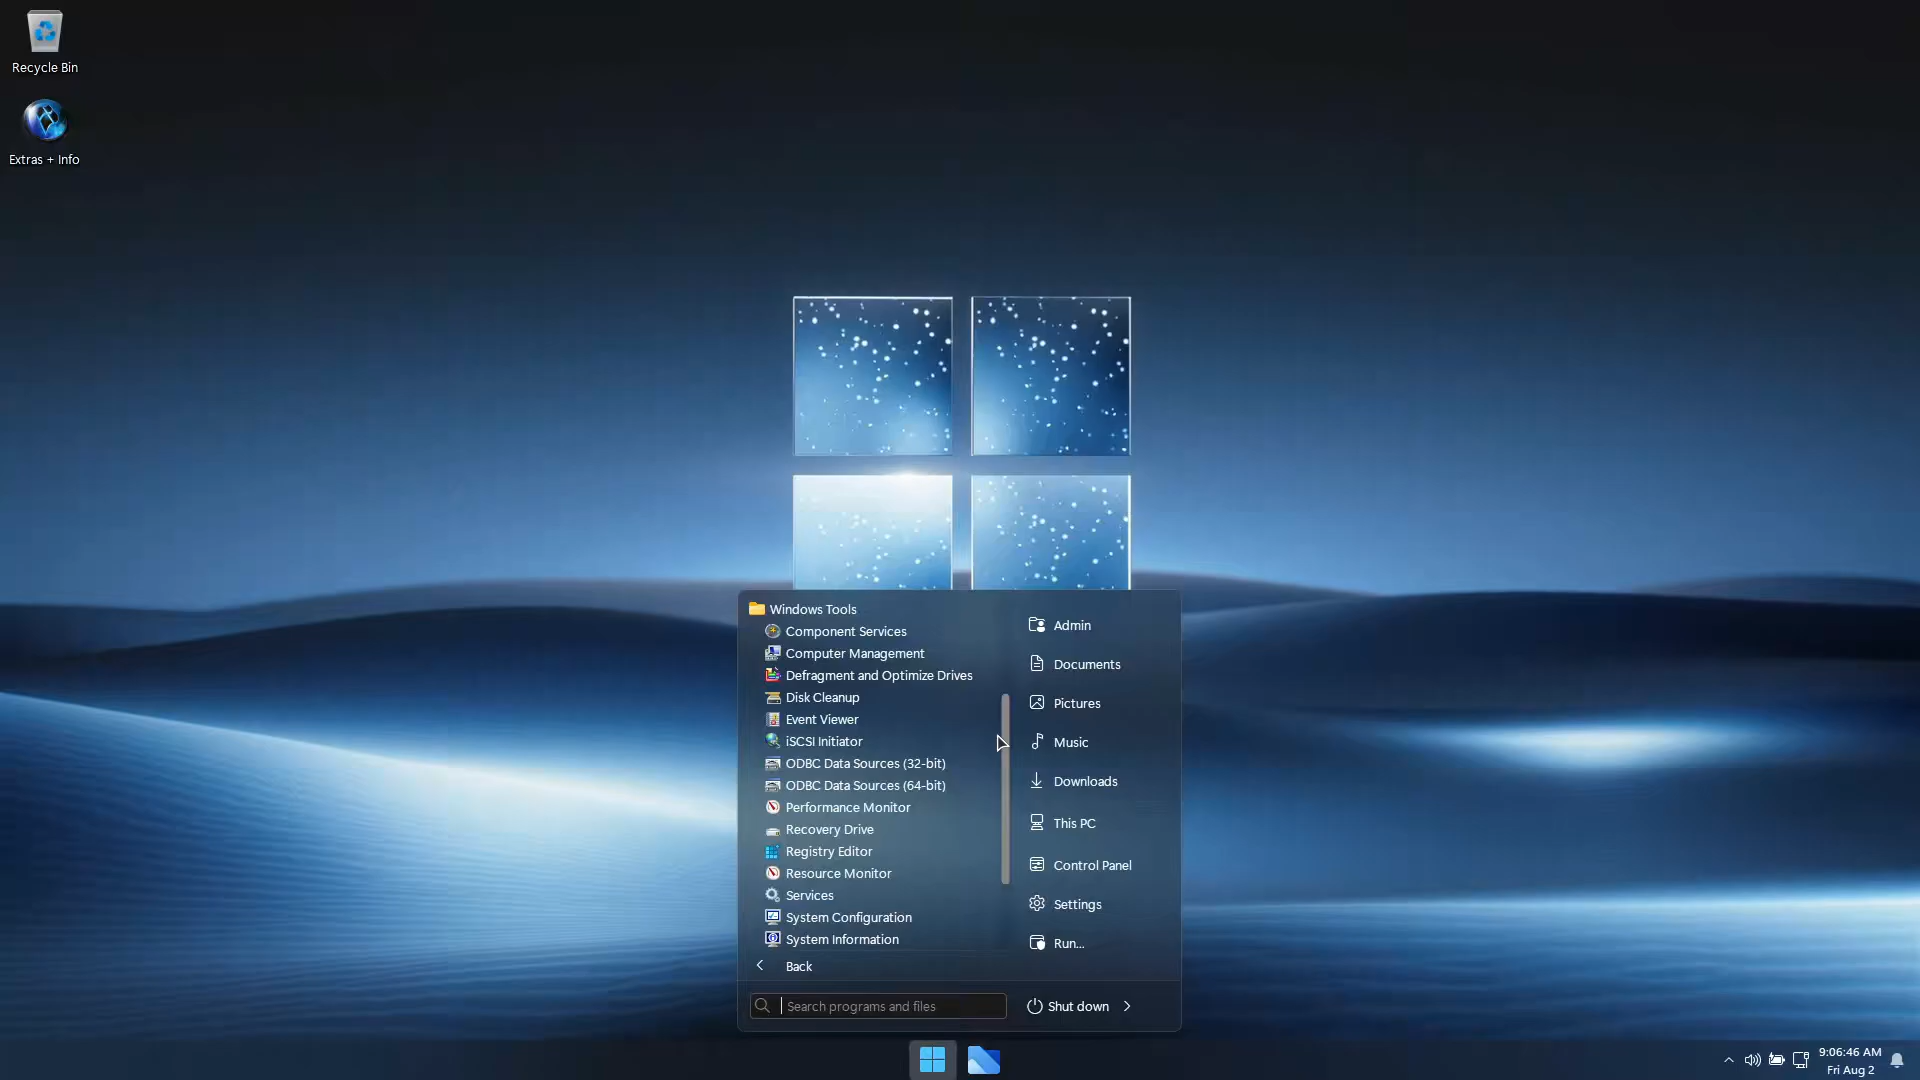 Recycle Bin
Extras + Info
Windows Tools
Component Services
Computer Management
Defragment and Optimize Drives
Disk Cleanup
Event Viewer
iSCSI Initiator
ODBC Data Sources (32-bit)
ODBC Data Sources (64-bit)
Performance Monitor
Recovery Drive
Registry Editor
Resource Monitor
Services
System Configuration
System Information
Back
Search programs and files
Admin
Documents
Pictures
Music
Downloads
This PC
Control Panel
Settings
Run...
Shut down
9:06:46 AM
Fri Aug 2